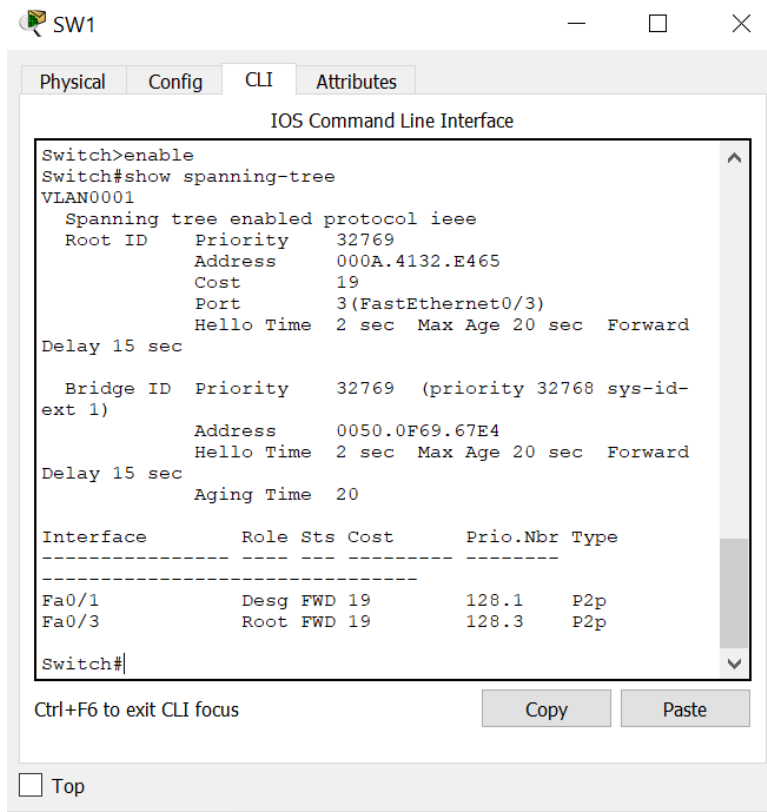 SW1
Physical Config CLI Attributes
IOS Command Line Interface
Switch>enable
Switch#show spanning-tree
VLAN0001
  Spanning tree enabled protocol ieee
  Root ID    Priority    32769
             Address     000A.4132.E465
             Cost        19
             Port        3(FastEthernet0/3)
             Hello Time  2 sec  Max Age 20 sec  Forward
Delay 15 sec

  Bridge ID  Priority    32769  (priority 32768 sys-id-
ext 1)
             Address     0050.0F69.67E4
             Hello Time  2 sec  Max Age 20 sec  Forward
Delay 15 sec
             Aging Time  20

Interface        Role Sts Cost      Prio.Nbr Type
---------------- ---- --- --------- --------
--------------------------------
Fa0/1            Desg FWD 19        128.1    P2p
Fa0/3            Root FWD 19        128.3    P2p

Switch#
Ctrl+F6 to exit CLI focus Copy Paste
Top